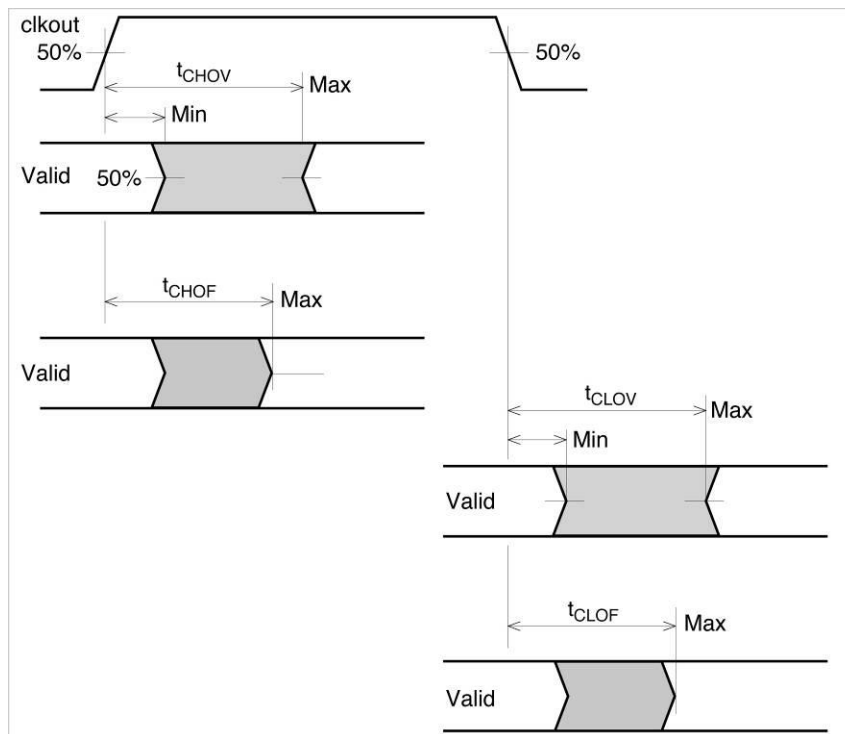 clkout
50%
50%
tCHOV
Max
Min
Valid
50%
tCHOF
Max
Valid
tCLOV
Max
Min
Valid
tCLOF
Max
Valid